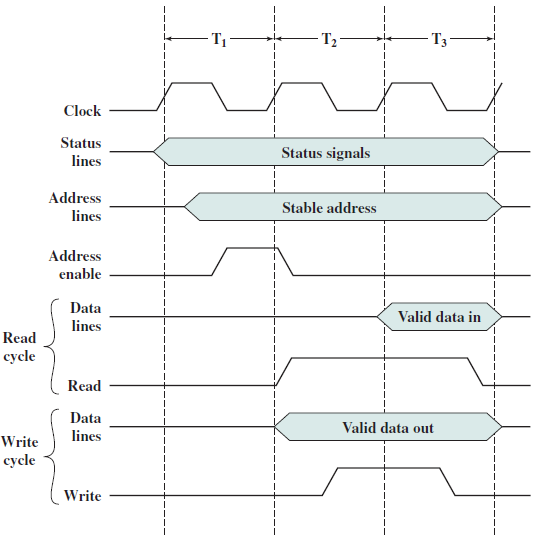 T1
T2
T3
Clock
Status
lines
Status signals
Address
lines
Stable address
Address
enable
Read
cycle
Data
lines
Valid data in
Read
Write
cycle
Data
lines
Valid data out
Write